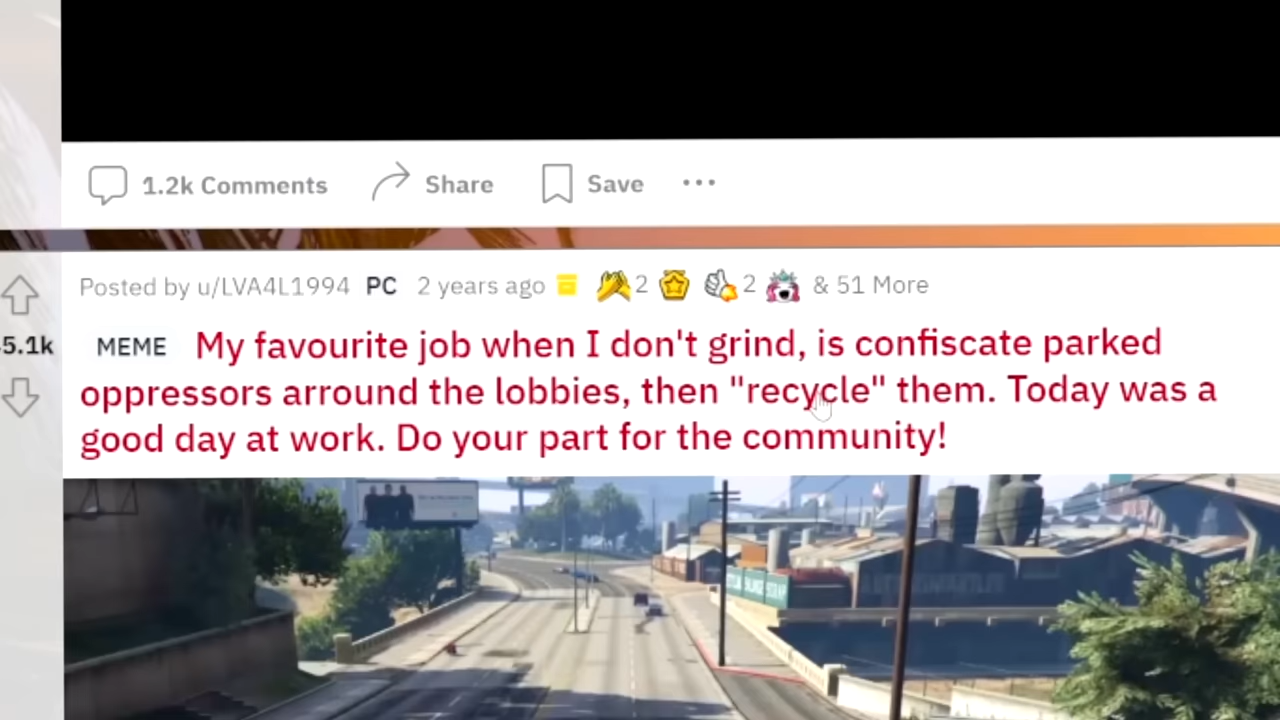 1.2k Comments Share Save
Posted by u/LVA4L1994 PC 2 years ago 2 2 & 51 More
5.1k
MEME My favourite job when I don't grind, is confiscate parked
oppressors arround the lobbies, then "recycle" them. Today was a
good day at work. Do your part for the community!